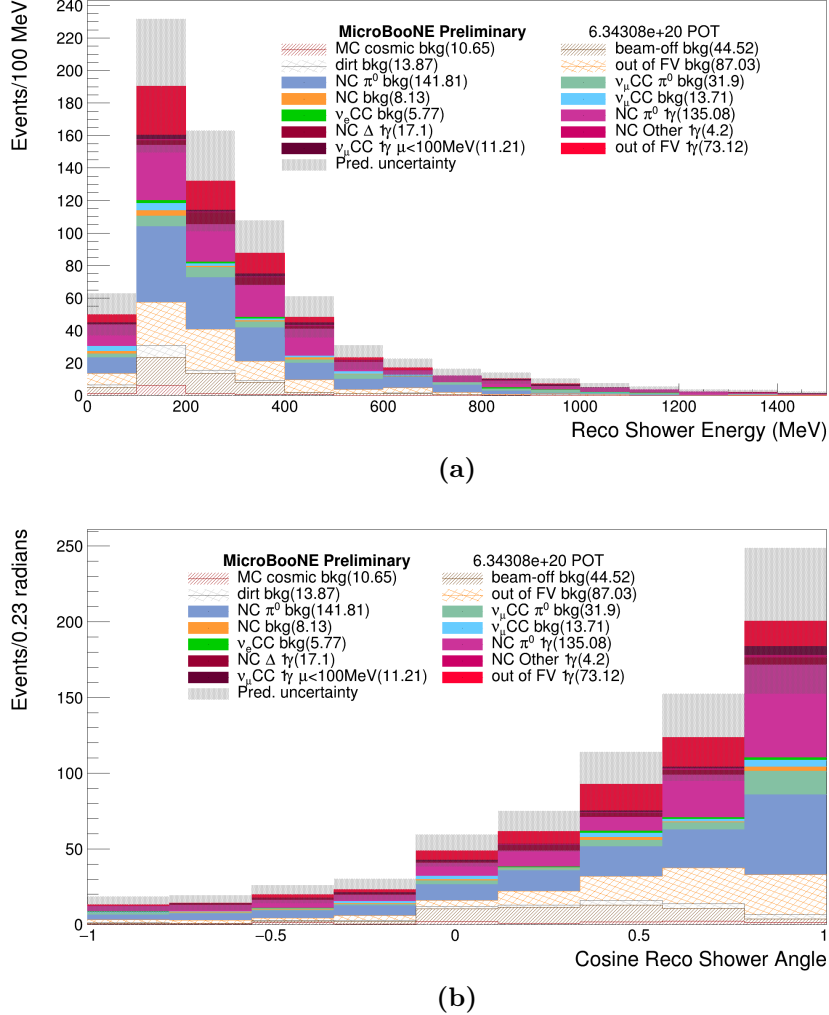 Events/100 MeV
240
220
200
180
160
140
120
100
80
60
40
20
0
MicroBooNE Preliminary 6.34308e+20 POT
MC cosmic bkg(10.65) beam-off bkg(44.52)
dirt bkg(13.87) out of FV bkg(87.03)
NC π⁰ bkg(141.81) νμCC π⁰ bkg(31.9)
NC bkg(8.13) νμCC bkg(13.71)
νeCC bkg(5.77) NC π⁰ 1γ(135.08)
NC Δ 1γ(17.1) NC Other 1γ(4.2)
νμCC 1γ μ<100MeV(11.21) out of FV 1γ(73.12)
Pred. uncertainty
0 200 400 600 800 1000 1200 1400
Reco Shower Energy (MeV)
(a)
Events/0.23 radians
250
200
150
100
50
0
MicroBooNE Preliminary 6.34308e+20 POT
MC cosmic bkg(10.65) beam-off bkg(44.52)
dirt bkg(13.87) out of FV bkg(87.03)
NC π⁰ bkg(141.81) νμCC π⁰ bkg(31.9)
NC bkg(8.13) νμCC bkg(13.71)
νeCC bkg(5.77) NC π⁰ 1γ(135.08)
NC Δ 1γ(17.1) NC Other 1γ(4.2)
νμCC 1γ μ<100MeV(11.21) out of FV 1γ(73.12)
Pred. uncertainty
−1 −0.5 0 0.5 1
Cosine Reco Shower Angle
(b)